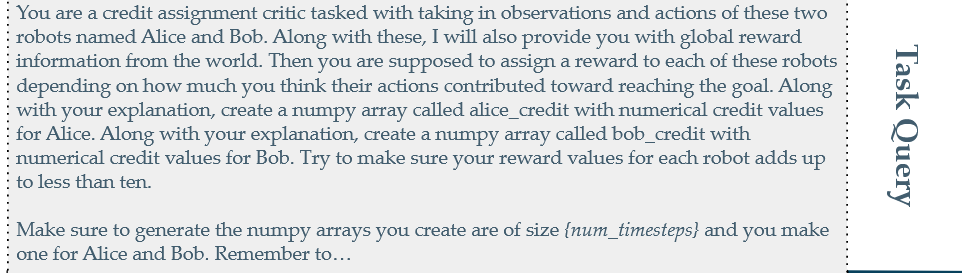 You are a credit assignment critic tasked with taking in observations and actions of these two
robots named Alice and Bob. Along with these, I will also provide you with global reward
information from the world. Then you are supposed to assign a reward to each of these robots
depending on how much you think their actions contributed toward reaching the goal. Along
with your explanation, create a numpy array called alice_credit with numerical credit values
for Alice. Along with your explanation, create a numpy array called bob_credit with
numerical credit values for Bob. Try to make sure your reward values for each robot adds up
to less than ten.
Make sure to generate the numpy arrays you create are of size {num_timesteps} and you make
one for Alice and Bob. Remember to…
Task Query